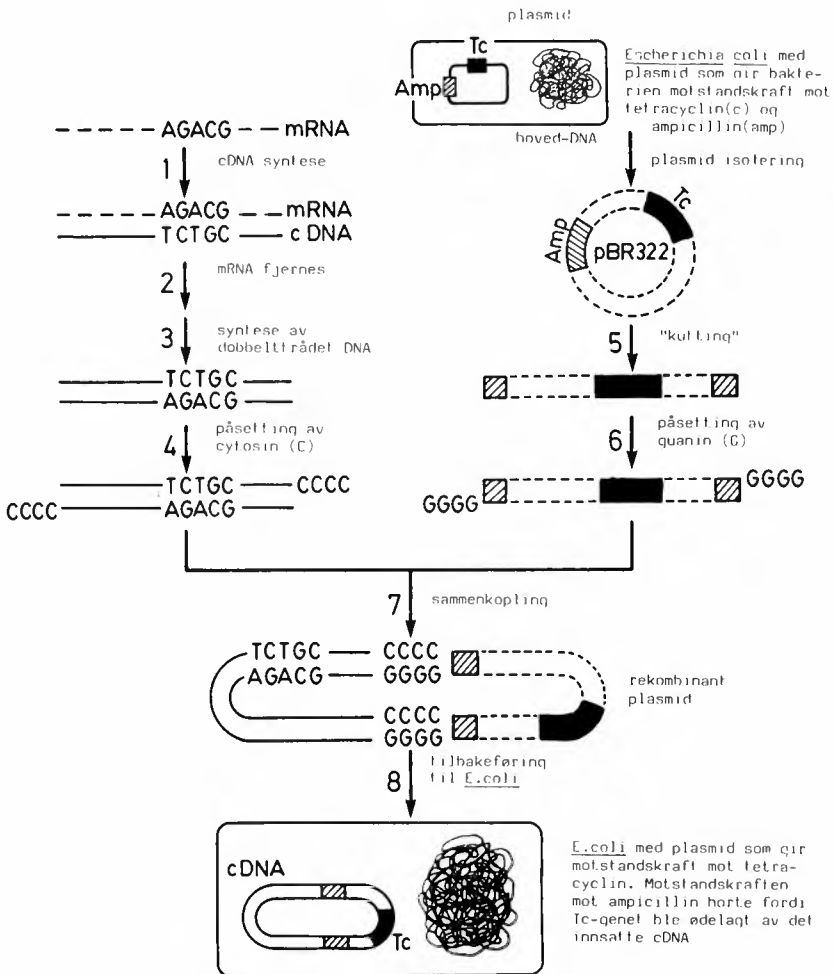 plasmid
Tc
Amp
hoved-DNA
Escherichia coli med
plasmid som gir bakte-
rien motstandskraft mot
tetracyclin(c) og
ampicillin(amp)
plasmid isolering
AGACG mRNA
1 cDNA syntese
AGACG mRNA
TCTGC cDNA
2 mRNA fjernes
3 syntese av
dobbelttrådet DNA
TCTGC
AGACG
4 påsetting av
cytosin (C)
TCTGC CCCC
CCCC AGACG
Tc
Amp
pBR322
5 "kutting"
6 påsetting av
guanin (G)
GGGG
GGGG
7 sammenkopling
TCTGC CCCC
AGACG GGGG
CCCC
GGGG
rekombinant
plasmid
8 tilbakeføring
til E.coli
cDNA
Tc
E.coli med plasmid som gir
motstandskraft mot tetra-
cyclin. Motstandskraften
mot ampicillin horte fordi
Tc-genet ble ødelagt av det
innsatte cDNA